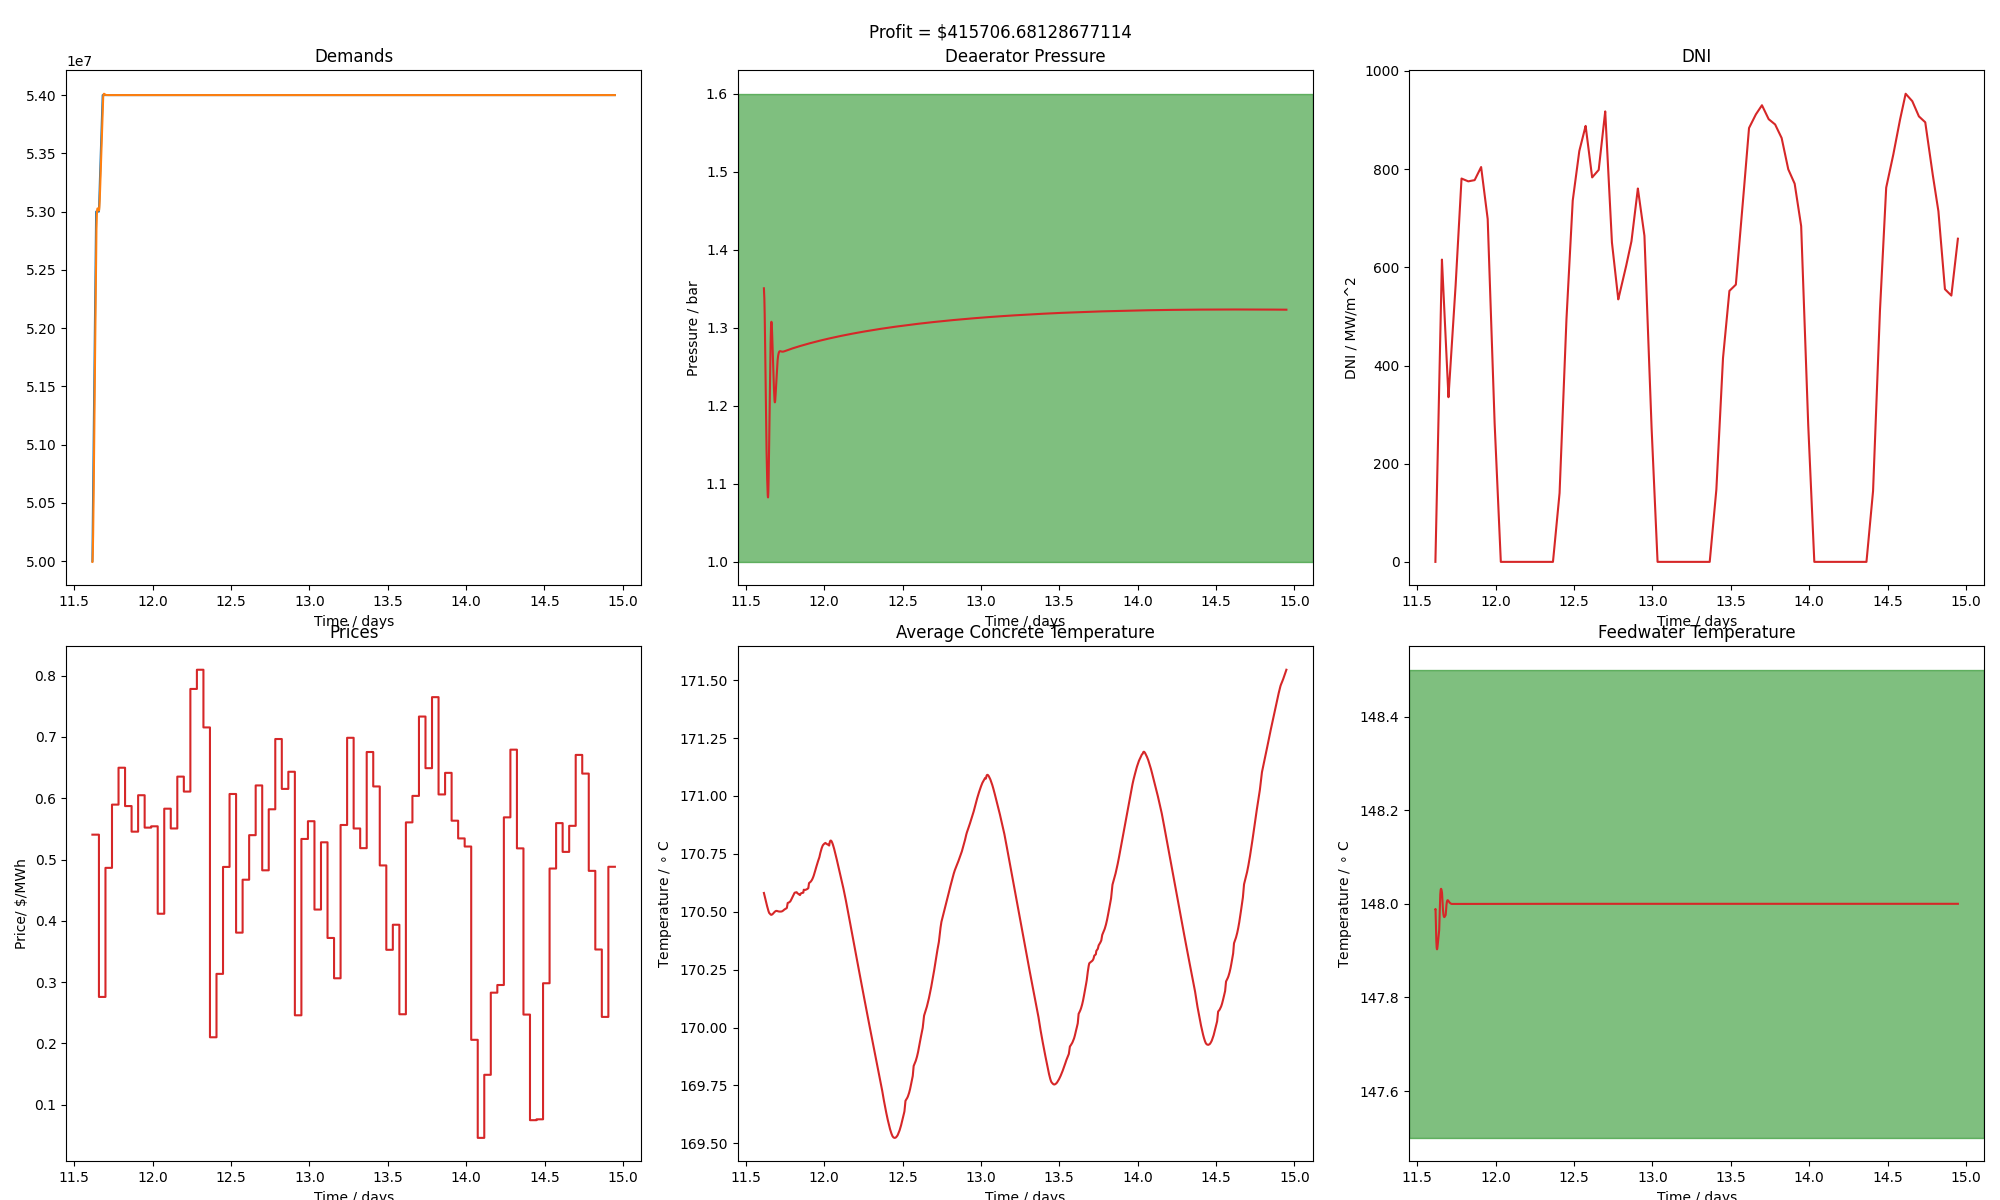 Profit = $415706.68128677114
Demands
1e7
5.40
5.35
5.30
5.25
5.20
5.15
5.10
5.05
5.00
11.5 12.0 12.5 13.0 13.5 14.0 14.5 15.0
Time / days
Deaerator Pressure
Pressure / bar
1.6
1.5
1.4
1.3
1.2
1.1
1.0
11.5 12.0 12.5 13.0 13.5 14.0 14.5 15.0
Time / days
DNI
DNI / MW/m^2
1000
800
600
400
200
0
11.5 12.0 12.5 13.0 13.5 14.0 14.5 15.0
Time / days
Prices
Price/ $/MWh
0.8
0.7
0.6
0.5
0.4
0.3
0.2
0.1
11.5 12.0 12.5 13.0 13.5 14.0 14.5 15.0
Time / days
Average Concrete Temperature
Temperature / ∘ C
171.50
171.25
171.00
170.75
170.50
170.25
170.00
169.75
169.50
11.5 12.0 12.5 13.0 13.5 14.0 14.5 15.0
Time / days
Feedwater Temperature
Temperature / ∘ C
148.4
148.2
148.0
147.8
147.6
11.5 12.0 12.5 13.0 13.5 14.0 14.5 15.0
Time / days